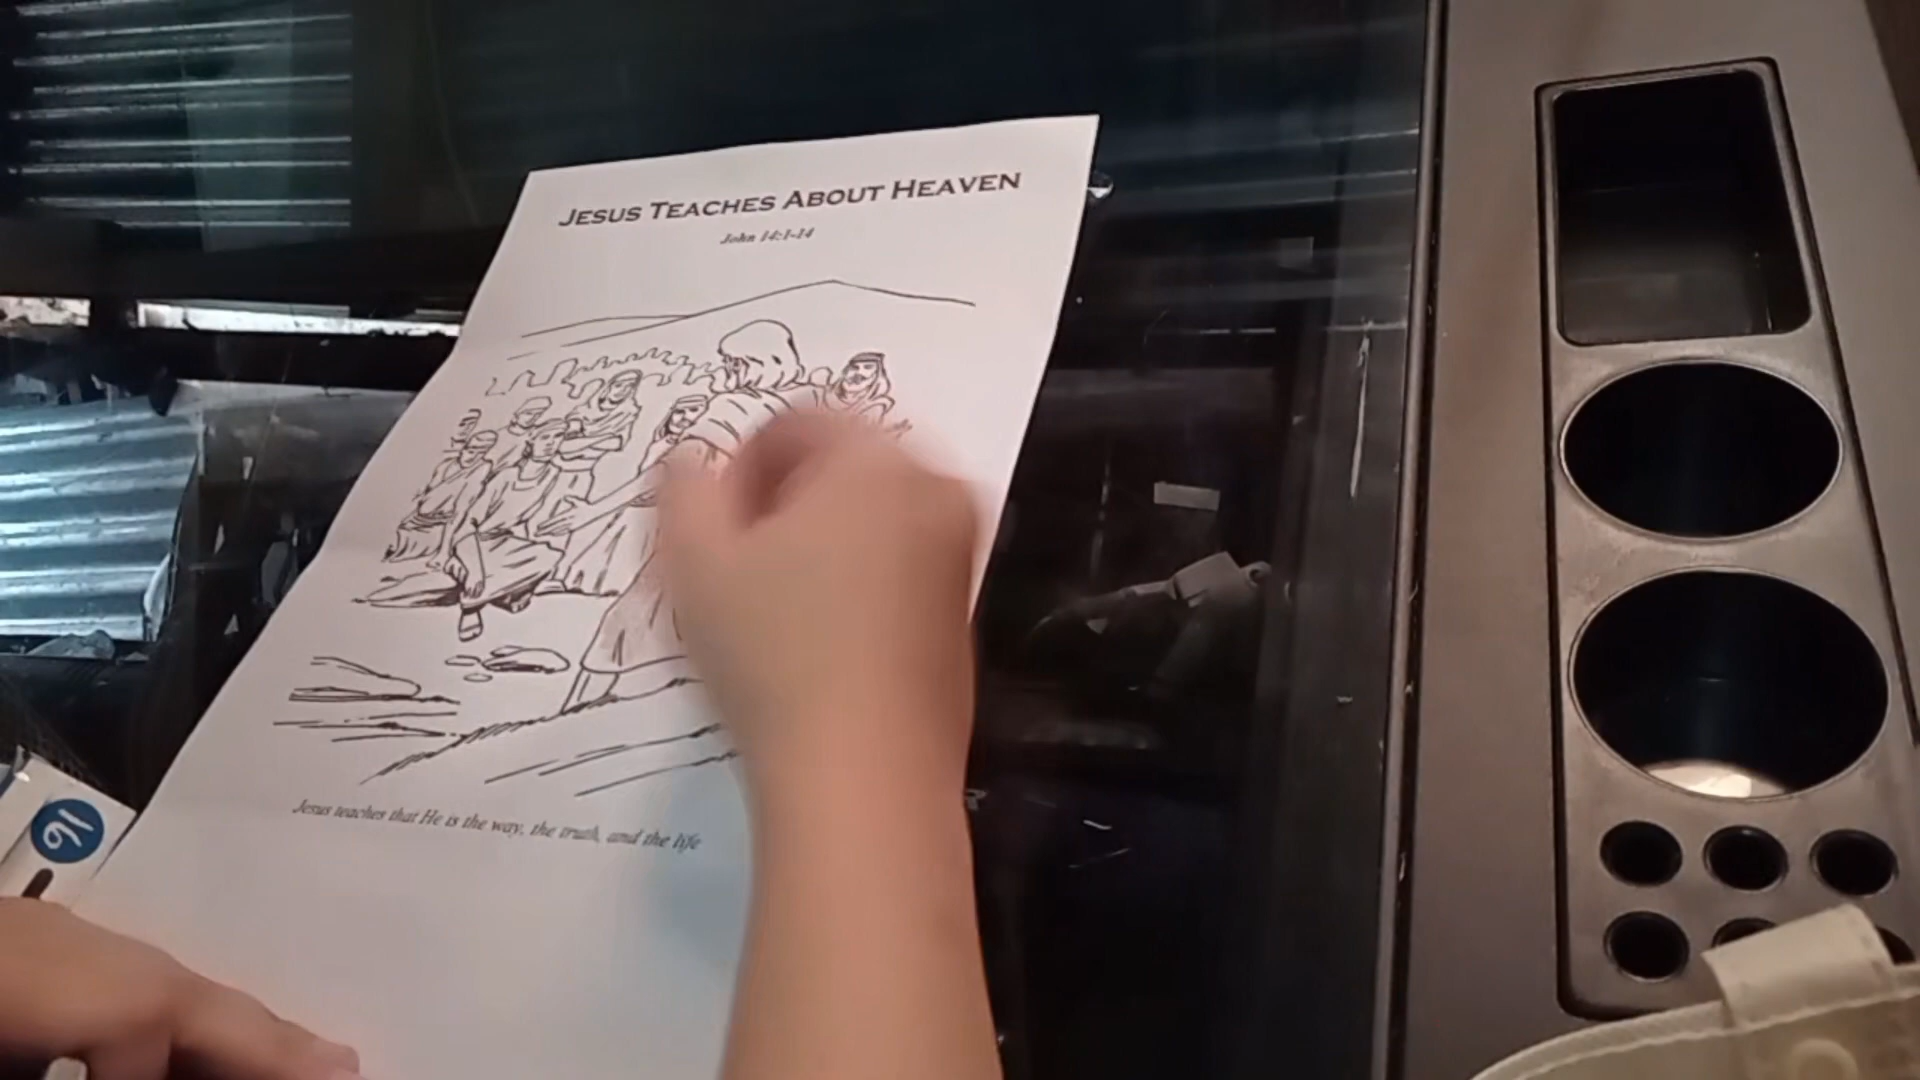 JESUS TEACHES ABOUT HEAVEN
John 14:1-14
Jesus teaches that He is the way, the truth, and the life
16